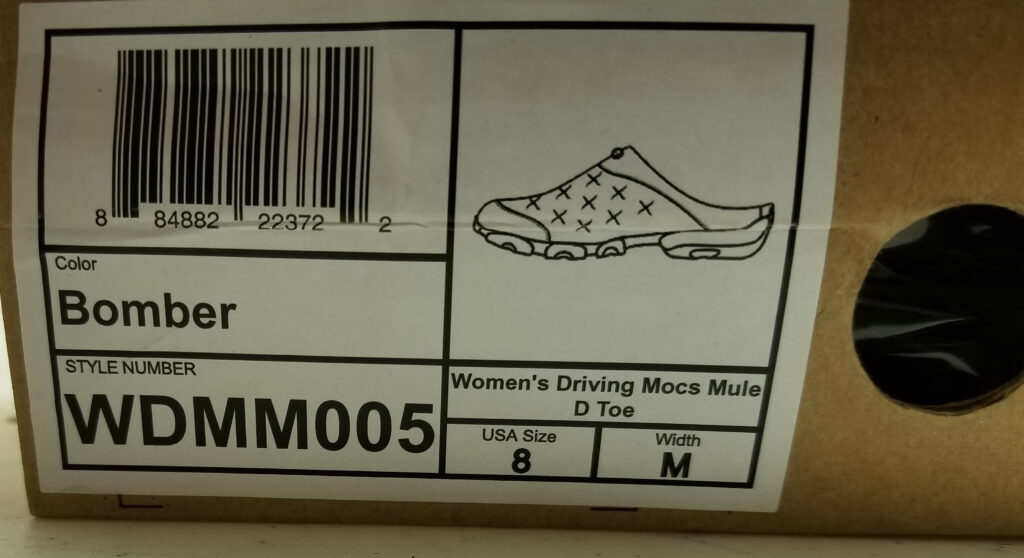 8 84882 22372 2
Color
Bomber
STYLE NUMBER
WDMM005
Women's Driving Mocs Mule
D Toe
USA Size
8
Width
M